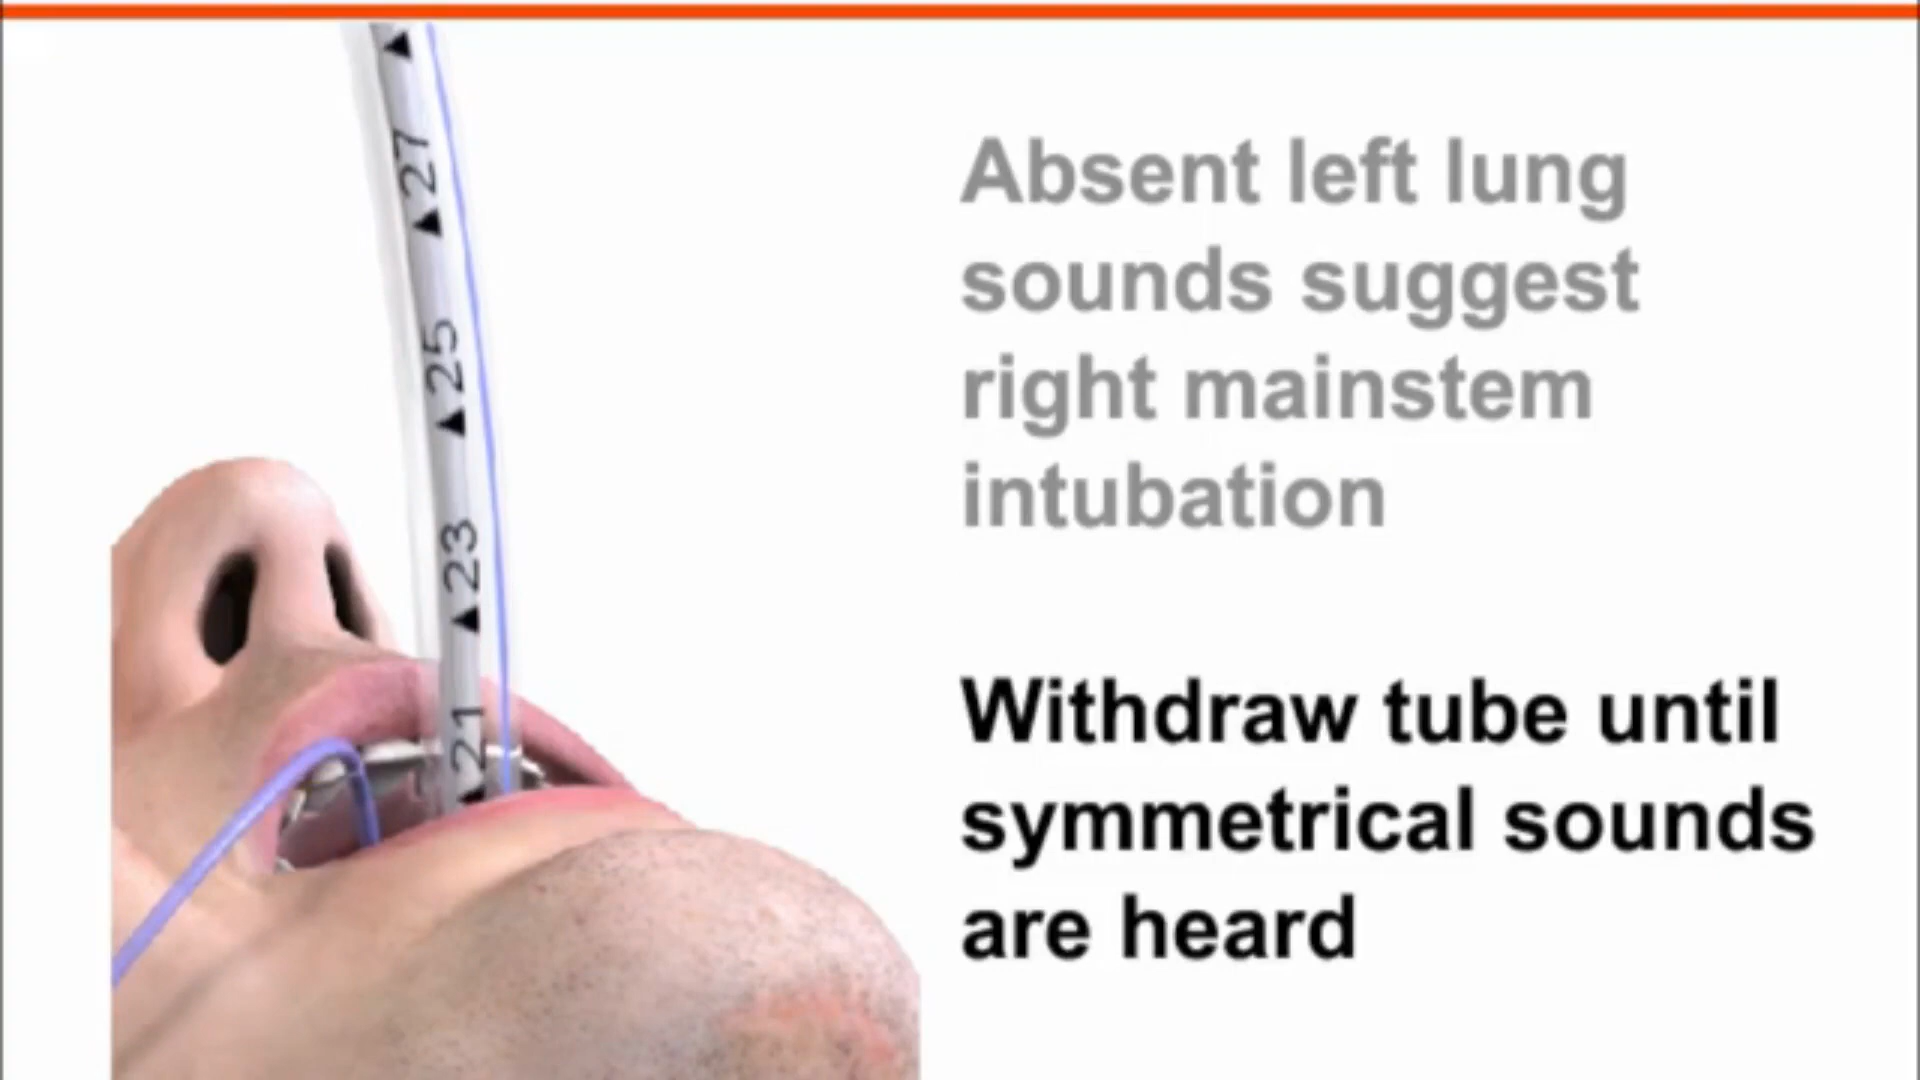 27
25
23
21
Absent left lung
sounds suggest
right mainstem
intubation
Withdraw tube until
symmetrical sounds
are heard